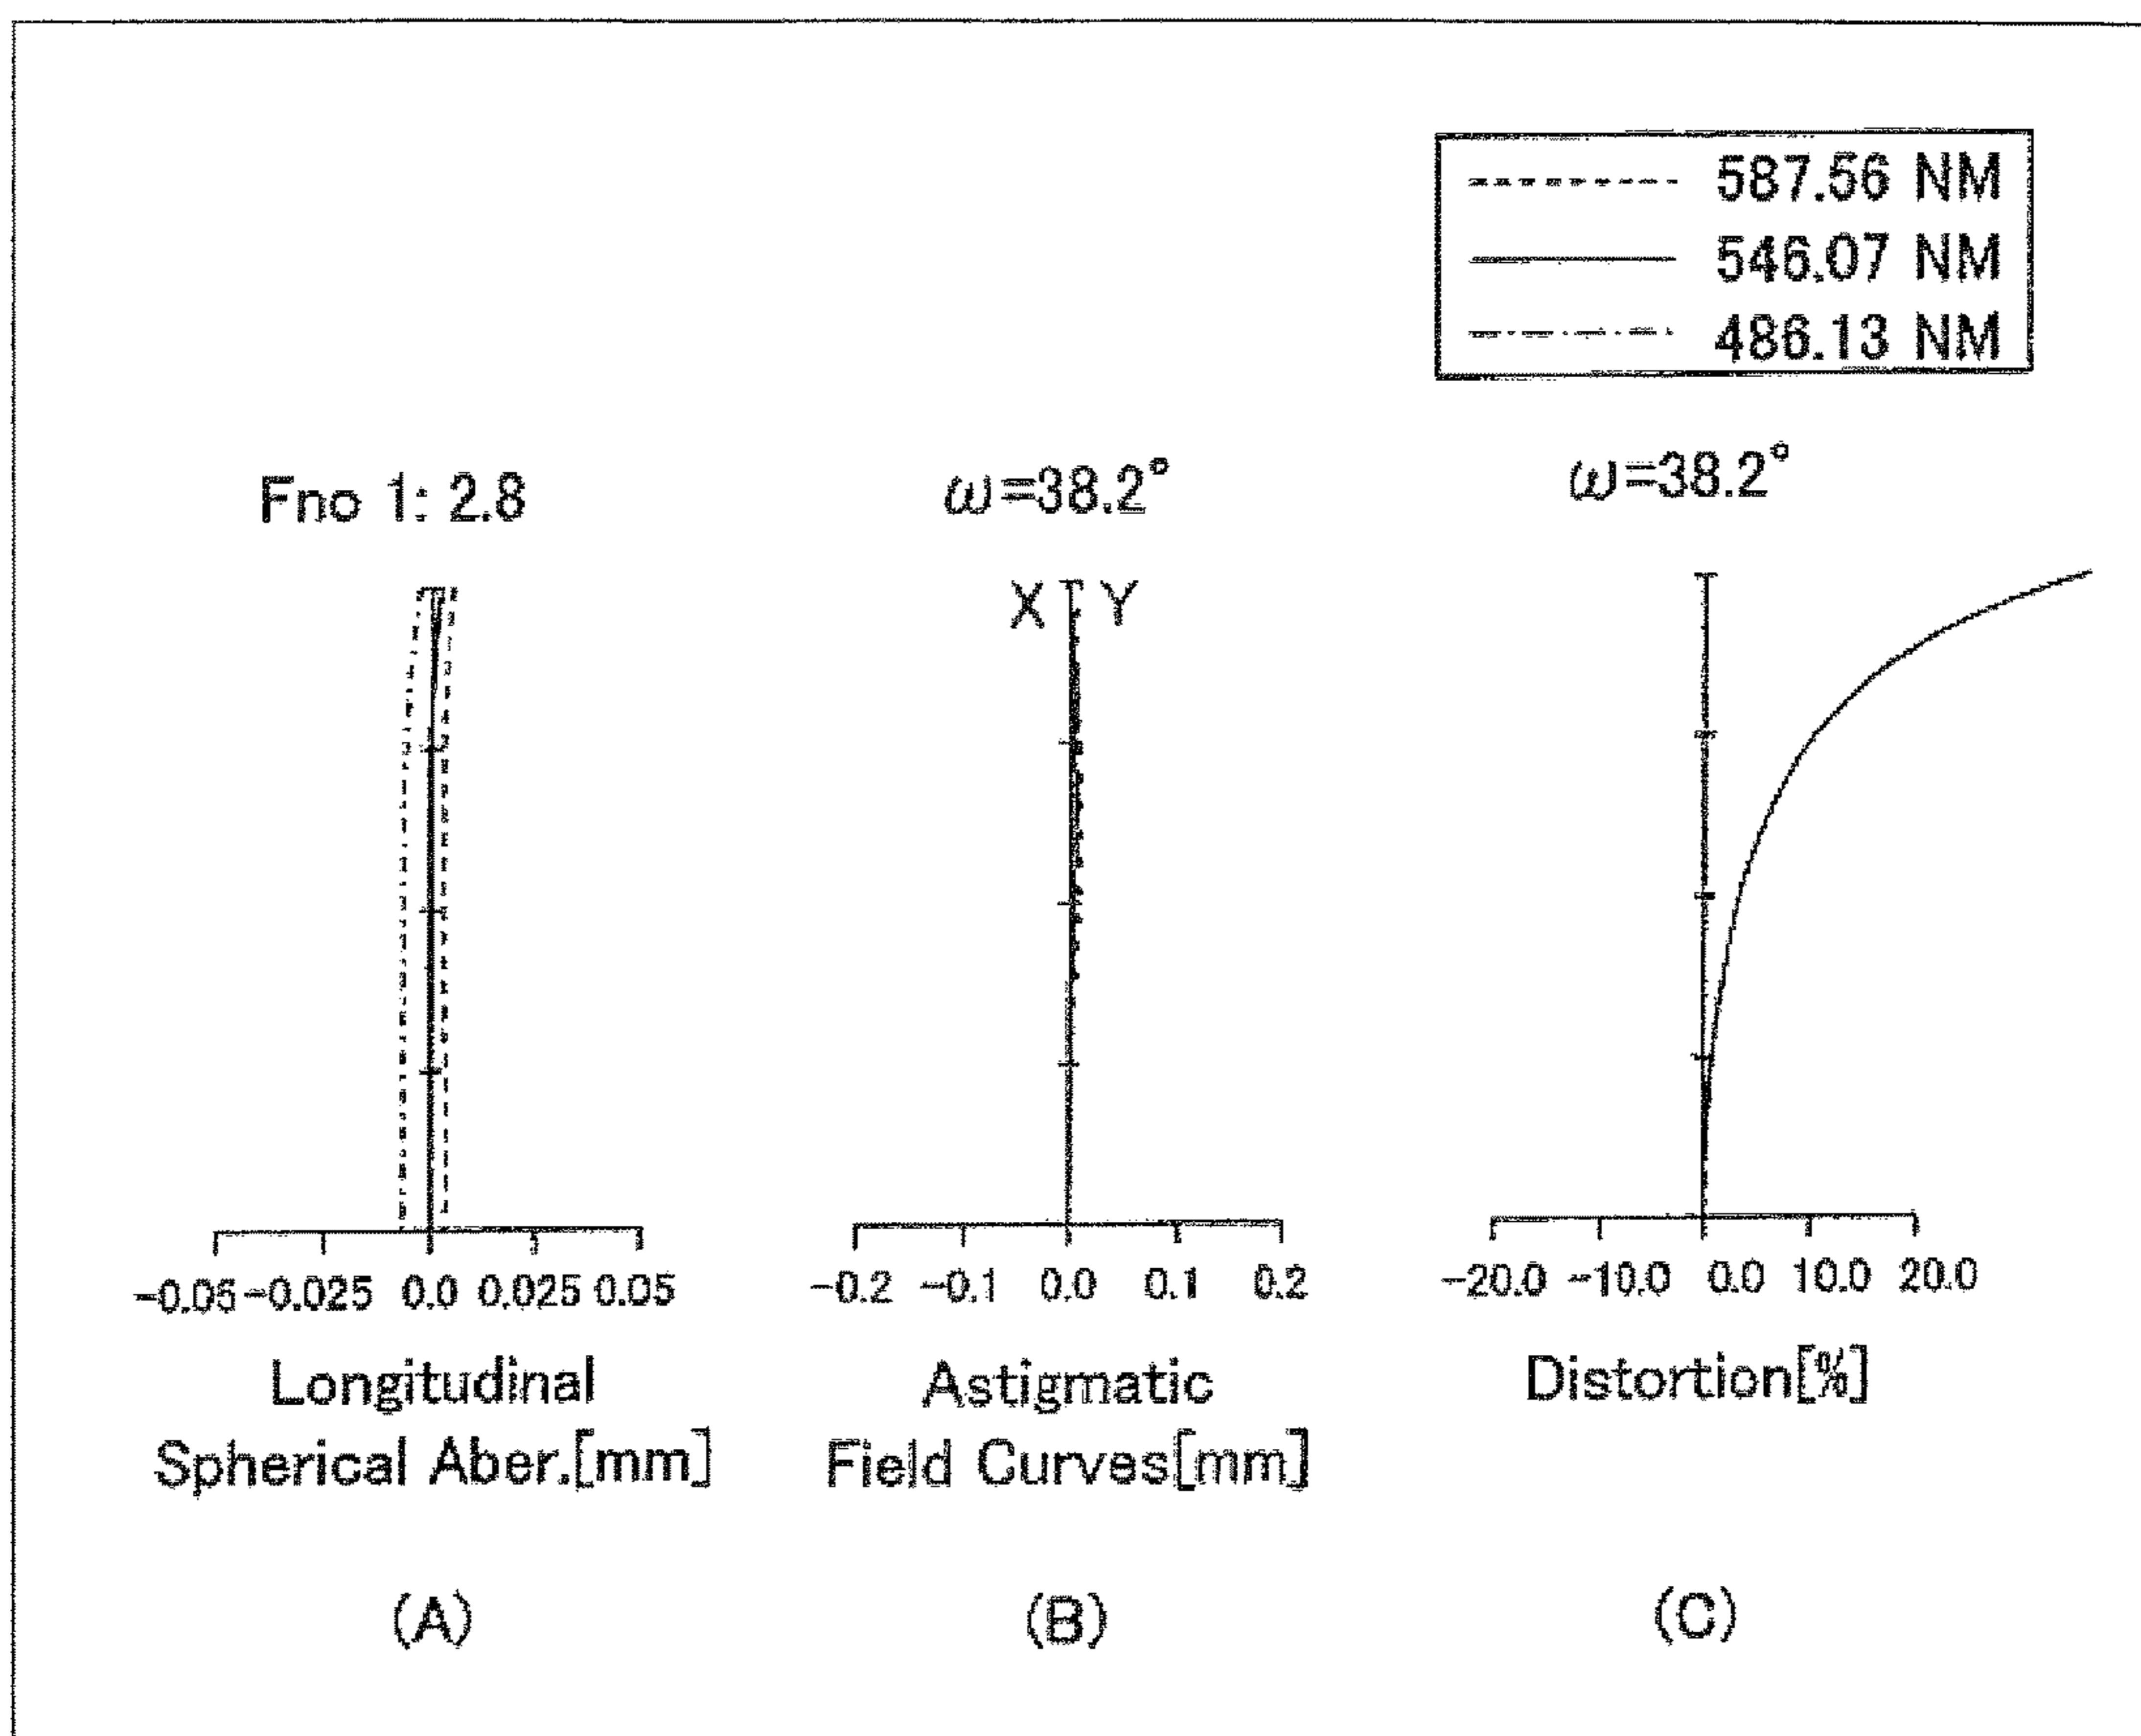 587.56 NM
546.07 NM
486.13 NM
Fno 1: 2.8
ω=38.2°
ω=38.2°
X Y
-0.05 -0.025 0.0 0.025 0.05
-0.2 -0.1 0.0 0.1 0.2
-20.0 -10.0 0.0 10.0 20.0
Longitudinal
Spherical Aber.[mm]
Astigmatic
Field Curves[mm]
Distortion[%]
(A)
(B)
(C)